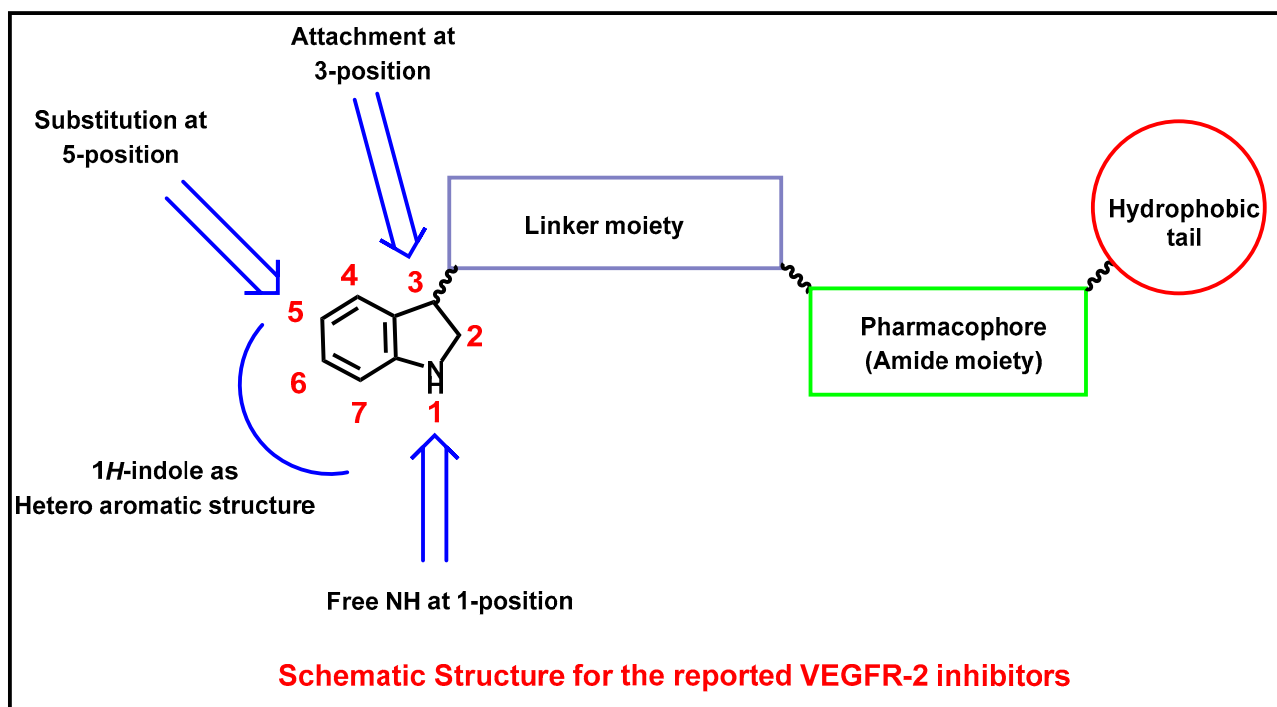 Attachment at
3-position
Substitution at
5-position
Linker moiety
Hydrophobic
tail
Pharmacophore
(Amide moiety)
4
3
5
2
6
7
1
N
H
1H-indole as
Hetero aromatic structure
Free NH at 1-position
Schematic Structure for the reported VEGFR-2 inhibitors